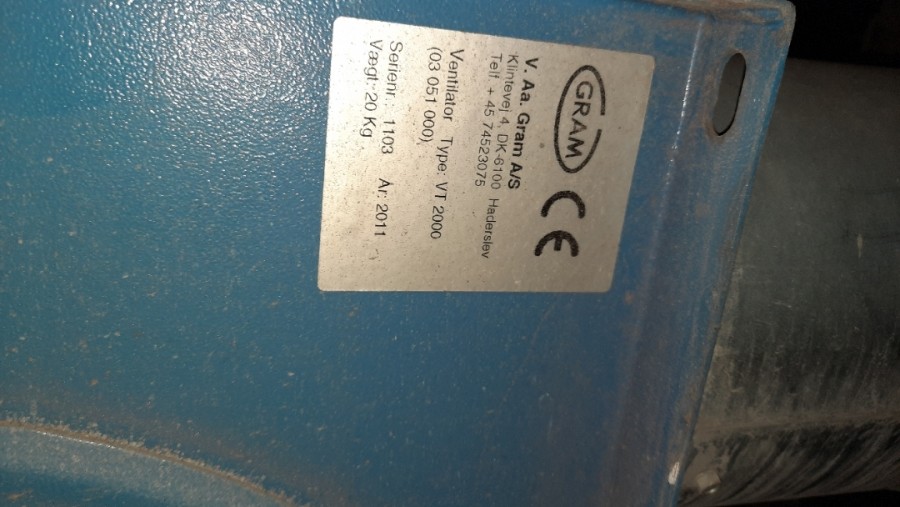 GRAM CE
V. Aa. Gram A/S
Klintevej 4, DK-6100 Haderslev
Telf. + 45 74523075
Ventilator Type: VT 2000
(03 051 000)
Serienr.: 1103 År: 2011
Vægt: 20 Kg